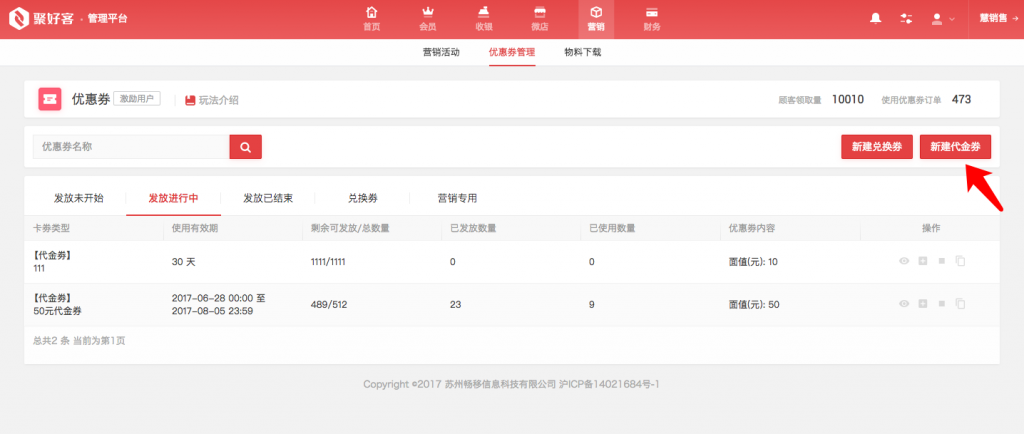 聚好客 · 管理平台
首页 会员 收银 微店 营销 财务
慧销售
营销活动 优惠券管理 物料下载
优惠券 激励用户 玩法介绍 顾客领取量 10010 使用优惠券订单 473
优惠券名称 新建兑换券 新建代金券
发放未开始 发放进行中 发放已结束 兑换券 营销专用
卡券类型 使用有效期 剩余可发放/总数量 已发放数量 已使用数量 优惠券内容 操作
【代金券】
111 30 天 1111/1111 0 0 面值(元): 10
【代金券】 2017-06-28 00:00 至
50元代金券 2017-08-05 23:59 489/512 23 9 面值(元): 50
总共2 条 当前为第1页
Copyright ©2017 苏州畅移信息科技有限公司 沪ICP备14021684号-1